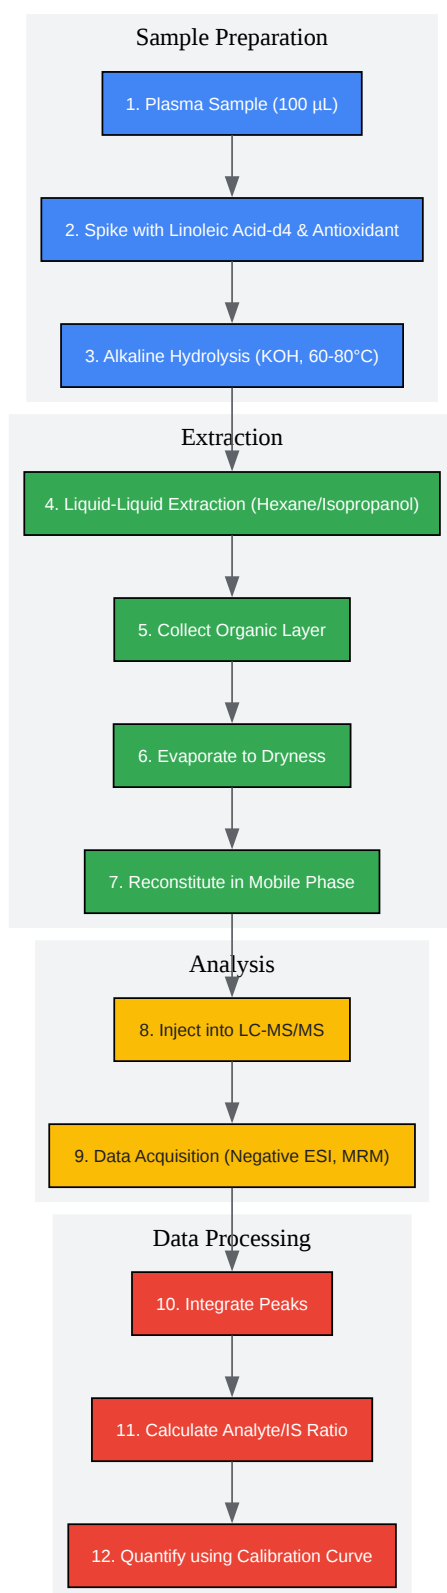 Sample Preparation
1. Plasma Sample (100 µL)
2. Spike with Linoleic Acid-d4 & Antioxidant
3. Alkaline Hydrolysis (KOH, 60-80°C)
Extraction
4. Liquid-Liquid Extraction (Hexane/Isopropanol)
5. Collect Organic Layer
6. Evaporate to Dryness
7. Reconstitute in Mobile Phase
Analysis
8. Inject into LC-MS/MS
9. Data Acquisition (Negative ESI, MRM)
Data Processing
10. Integrate Peaks
11. Calculate Analyte/IS Ratio
12. Quantify using Calibration Curve